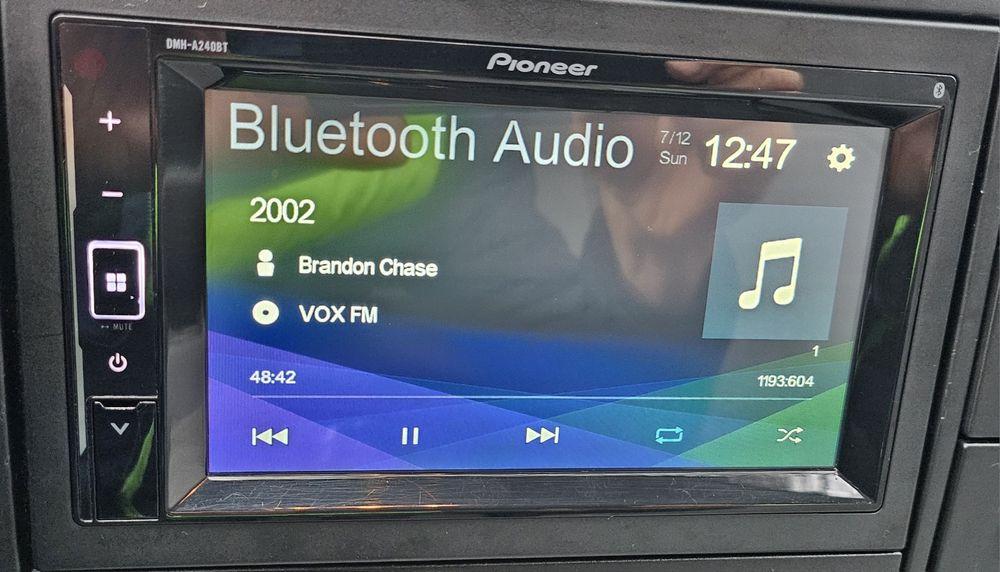 DMH-A240BT
Pioneer
Bluetooth Audio
7/12
Sun
12:47
2002
Brandon Chase
VOX FM
1
48:42
1193:604
MUTE